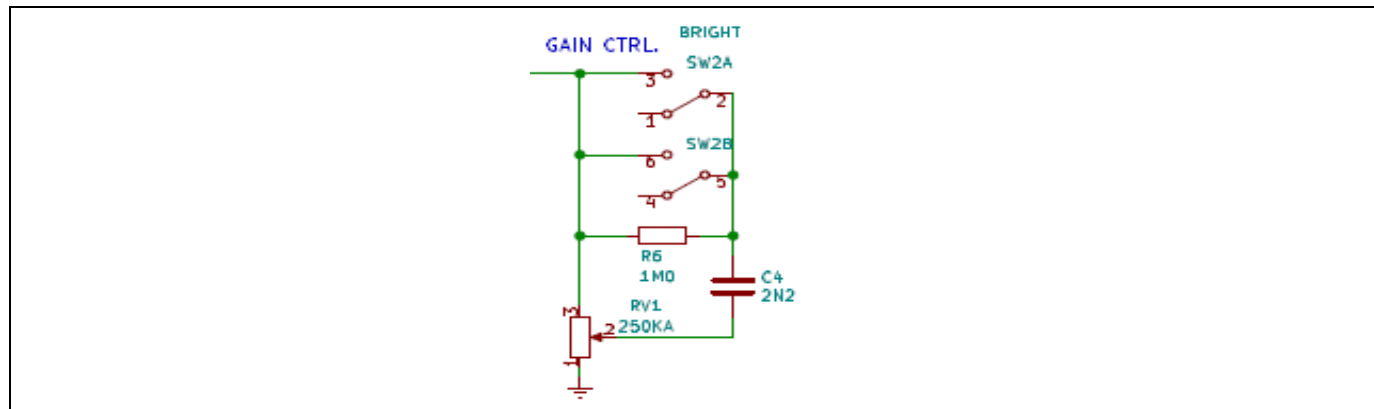 BRIGHT
GAIN CTRL.
SW2A
3
2
1
SW2B
6
5
4
R6
1M0
C4
2N2
RV1
3
2
250KA
1